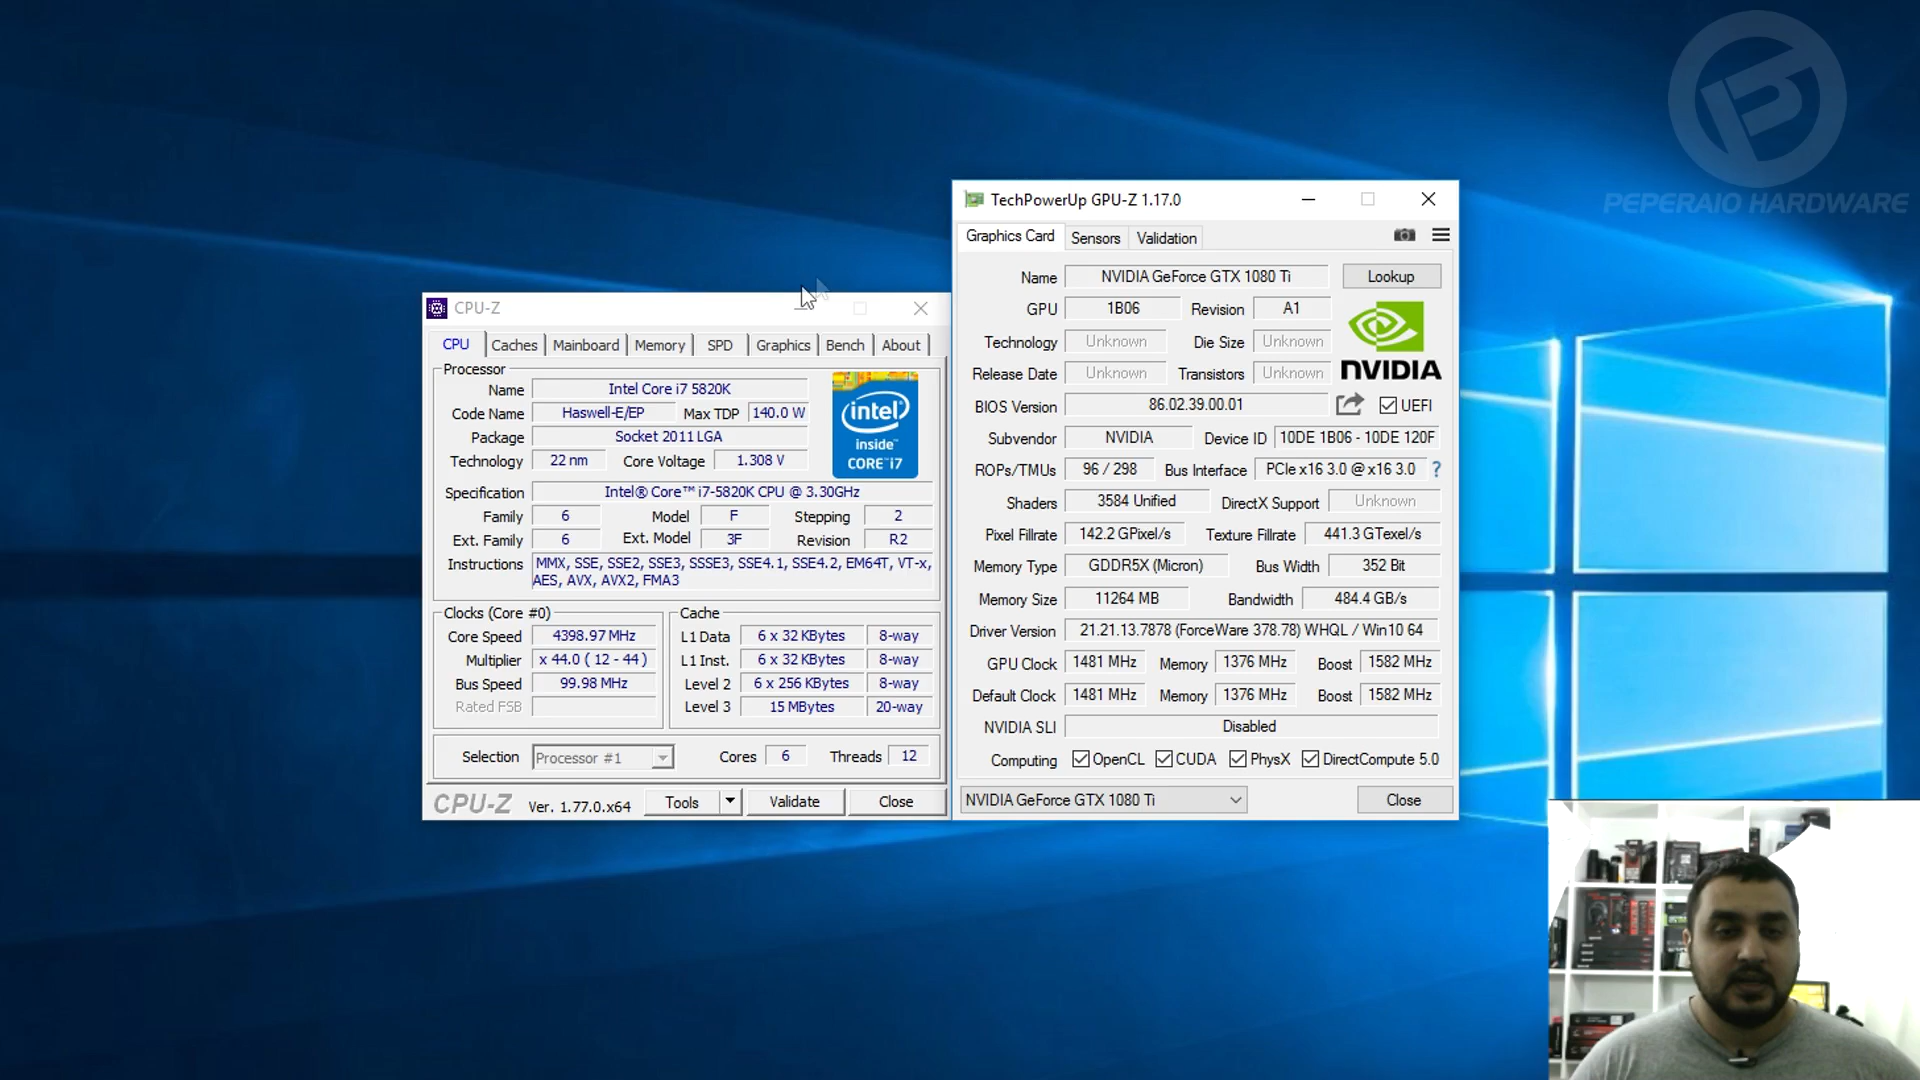 PEPERAIO HARDWARE
CPU-Z
CPU Caches Mainboard Memory SPD Graphics Bench About
Processor
Name Intel Core i7 5820K
Code Name Haswell-E/EP Max TDP 140.0 W
Package Socket 2011 LGA
Technology 22 nm Core Voltage 1.308 V
intel inside™ CORE™i7
Specification Intel® Core™ i7-5820K CPU @ 3.30GHz
Family 6 Model F Stepping 2
Ext. Family 6 Ext. Model 3F Revision R2
Instructions MMX, SSE, SSE2, SSE3, SSSE3, SSE4.1, SSE4.2, EM64T, VT-x,
AES, AVX, AVX2, FMA3
Clocks (Core #0)
Core Speed 4398.97 MHz
Multiplier x 44.0 ( 12 - 44 )
Bus Speed 99.98 MHz
Rated FSB
Cache
L1 Data 6 x 32 KBytes 8-way
L1 Inst. 6 x 32 KBytes 8-way
Level 2 6 x 256 KBytes 8-way
Level 3 15 MBytes 20-way
Selection Processor #1 Cores 6 Threads 12
CPU-Z Ver. 1.77.0.x64 Tools Validate Close
TechPowerUp GPU-Z 1.17.0
Graphics Card Sensors Validation
Name NVIDIA GeForce GTX 1080 Ti Lookup
GPU 1B06 Revision A1
Technology Unknown Die Size Unknown
Release Date Unknown Transistors Unknown
NVIDIA
BIOS Version 86.02.39.00.01 UEFI
Subvendor NVIDIA Device ID 10DE 1B06 - 10DE 120F
ROPs/TMUs 96 / 298 Bus Interface PCIe x16 3.0 @ x16 3.0 ?
Shaders 3584 Unified DirectX Support Unknown
Pixel Fillrate 142.2 GPixel/s Texture Fillrate 441.3 GTexel/s
Memory Type GDDR5X (Micron) Bus Width 352 Bit
Memory Size 11264 MB Bandwidth 484.4 GB/s
Driver Version 21.21.13.7878 (ForceWare 378.78) WHQL / Win10 64
GPU Clock 1481 MHz Memory 1376 MHz Boost 1582 MHz
Default Clock 1481 MHz Memory 1376 MHz Boost 1582 MHz
NVIDIA SLI Disabled
Computing OpenCL CUDA PhysX DirectCompute 5.0
NVIDIA GeForce GTX 1080 Ti Close